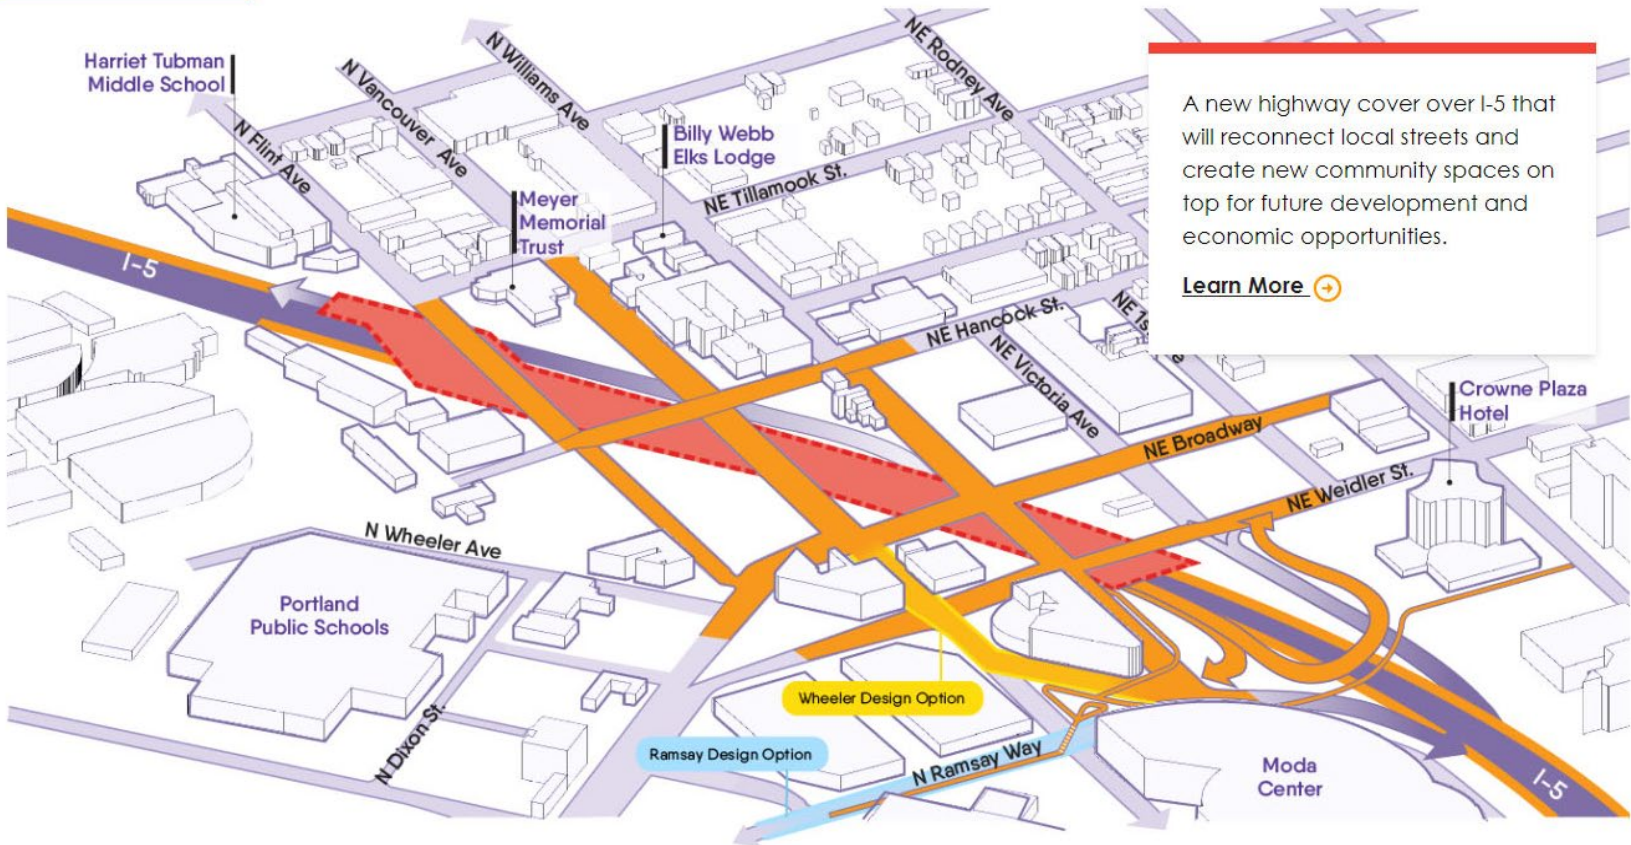 Harriet Tubman
Middle School
N Flint Ave
N Vancouver Ave
N Williams Ave
NE Rodney Ave
Billy Webb
Elks Lodge
NE Tillamook St.
Meyer
Memorial
Trust
I-5
A new highway cover over I-5 that
will reconnect local streets and
create new community spaces on
top for future development and
economic opportunities.
Learn More
NE Hancock St.
NE 1s
NE Victoria Ave
Crowne Plaza
Hotel
NE Broadway
NE Weidler St.
N Wheeler Ave
Portland
Public Schools
Wheeler Design Option
Ramsay Design Option
N Dixon St.
N Ramsay Way
Moda
Center
I-5